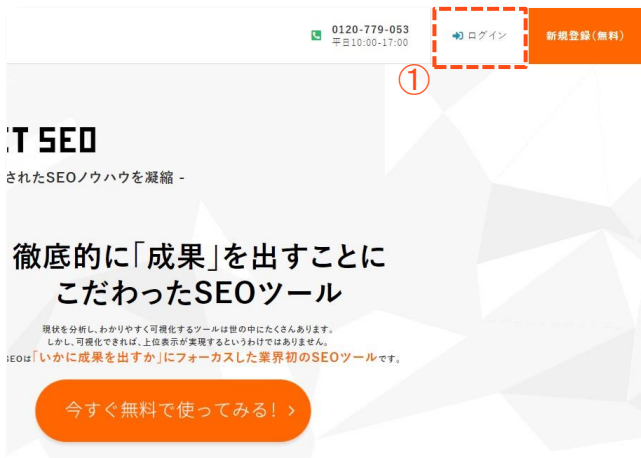 0120-779-053
平日10:00-17:00
ログイン
新規登録(無料)
①
T SEO
されたSEOノウハウを凝縮 -
徹底的に「成果」を出すことに
こだわったSEOツール
現状を分析し、わかりやすく可視化するツールは世の中にたくさんあります。
しかし、可視化できれば、上位表示が実現するというわけではありません。
SEOは「いかに成果を出すか」にフォーカスした業界初のSEOツールです。
今すぐ無料で使ってみる! >